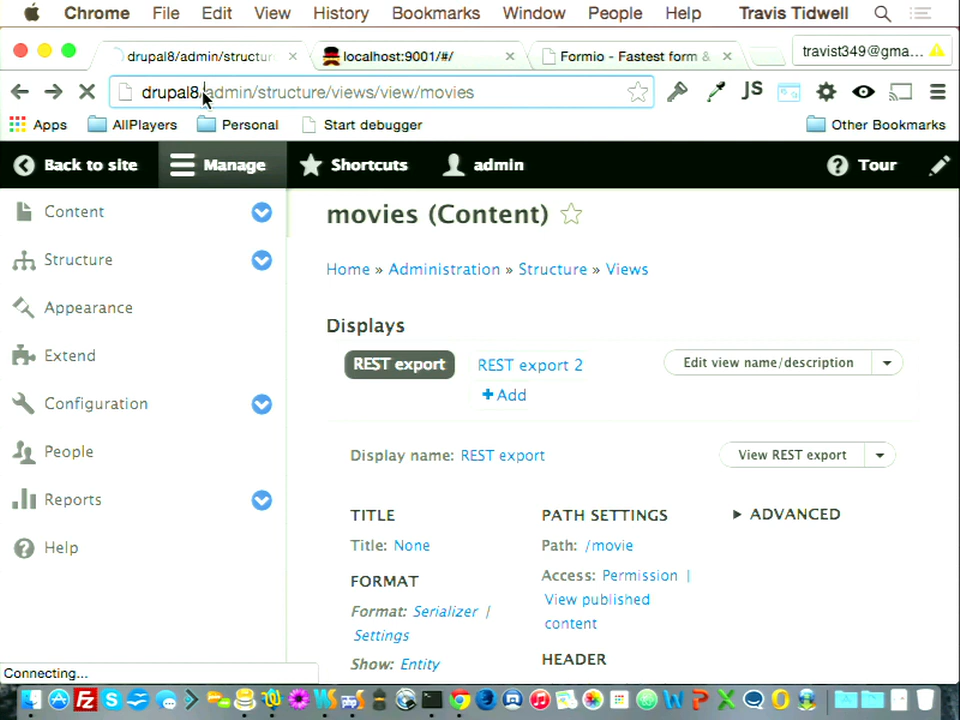 Chrome File Edit View History Bookmarks Window People Help Travis Tidwell
drupal8/admin/structure localhost:9001/#/ Formio - Fastest form & travist349@gma...
drupal8/admin/structure/views/view/movies JS
Apps AllPlayers Personal Start debugger Other Bookmarks
Back to site Manage Shortcuts admin Tour
Content
Structure
Appearance
Extend
Configuration
People
Reports
Help
movies (Content)
Home » Administration » Structure » Views
Displays
REST export REST export 2 Edit view name/description
+ Add
Display name: REST export View REST export
TITLE
Title: None
FORMAT
Format: Serializer |
Settings
Show: Entity
PATH SETTINGS
Path: /movie
Access: Permission |
View published
content
HEADER
ADVANCED
Connecting...